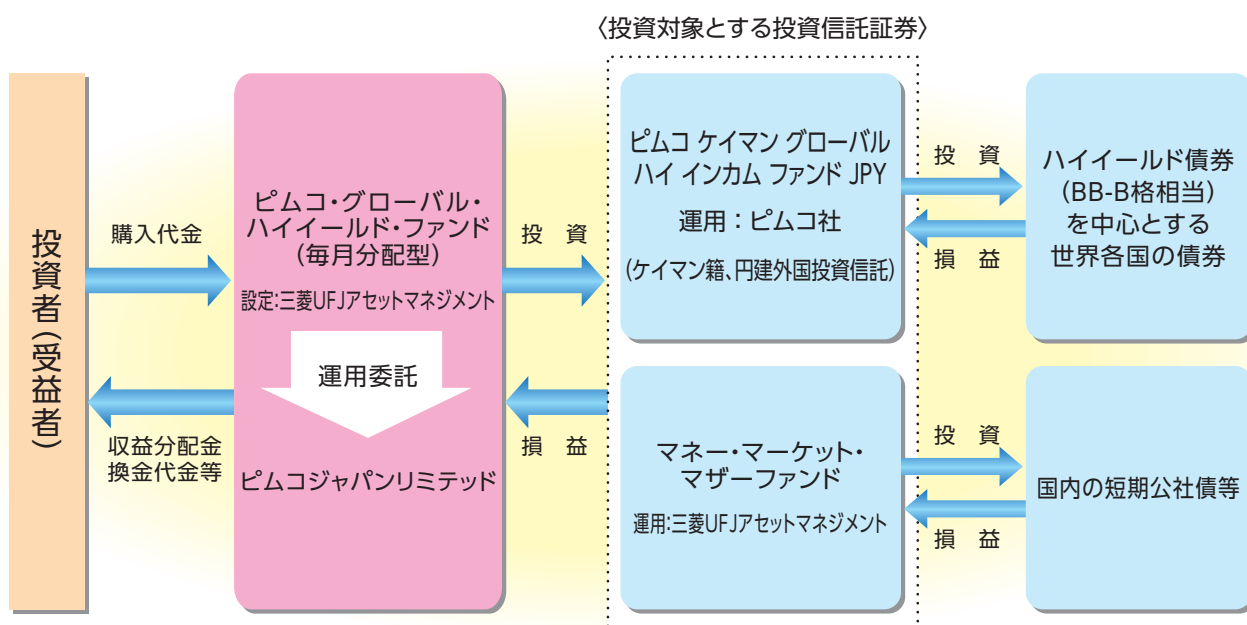 〈投資対象とする投資信託証券〉
投資者(受益者)
購入代金
収益分配金
換金代金等
ピムコ・グローバル・
ハイイールド・ファンド
(毎月分配型)
設定:三菱UFJアセットマネジメント
運用委託
ピムコジャパンリミテッド
投 資
損 益
ピムコ ケイマン グローバル
ハイ インカム ファンド JPY
運用:ピムコ社
(ケイマン籍、円建外国投資信託)
投 資
損 益
ハイイールド債券
(BB-B格相当)
を中心とする
世界各国の債券
マネー・マーケット・
マザーファンド
運用:三菱UFJアセットマネジメント
投 資
損 益
国内の短期公社債等